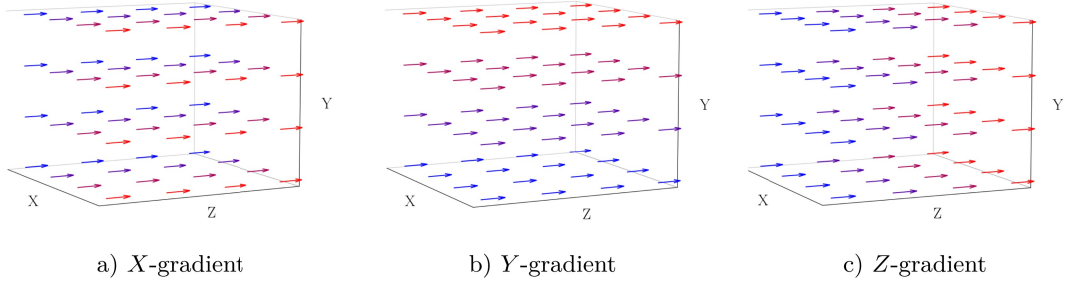 Y
X
Z
Y
X
Z
Y
X
Z
a) X-gradient
b) Y-gradient
c) Z-gradient